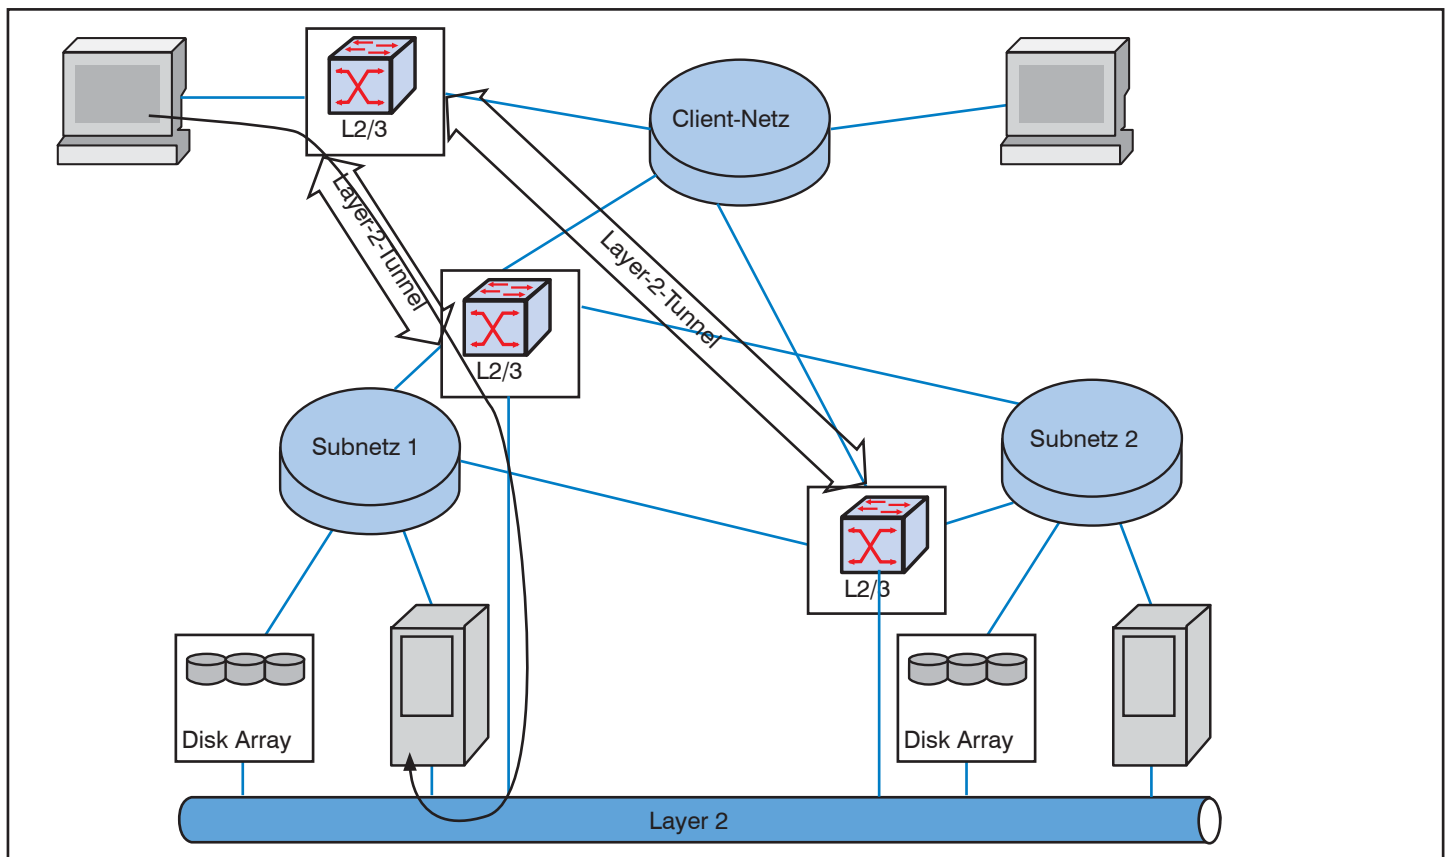 L2/3
Client-Netz
Layer-2-Tunnel
Layer-2-Tunnel
L2/3
Subnetz 1
Subnetz 2
L2/3
Disk Array
Disk Array
Layer 2